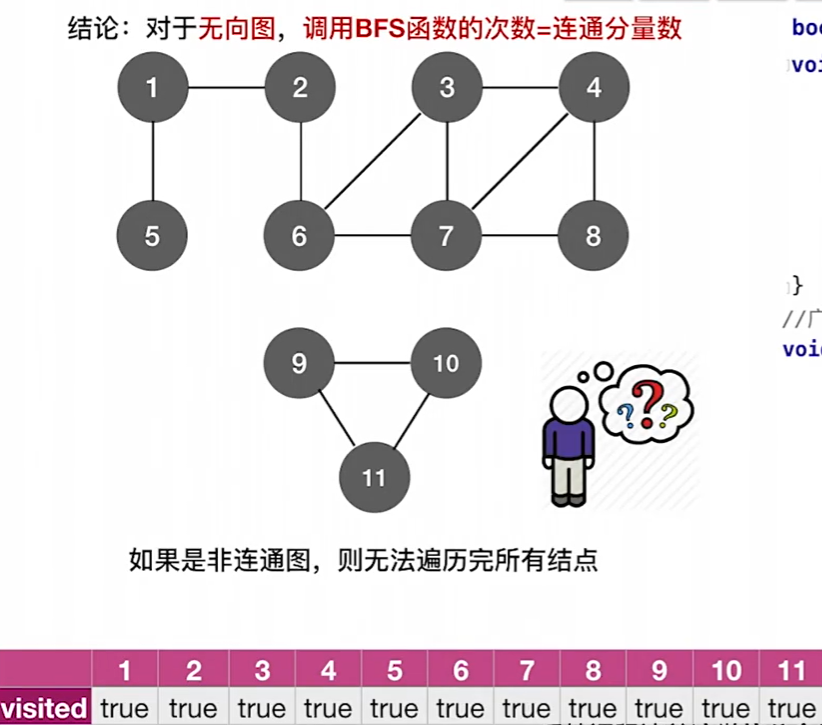 结论：对于无向图，调用BFS函数的次数=连通分量数
boo
voi
1 2 3 4
5 6 7 8
}
//广
void
9 10
11
???
如果是非连通图，则无法遍历完所有结点
1 2 3 4 5 6 7 8 9 10 11
visited true true true true true true true true true true true